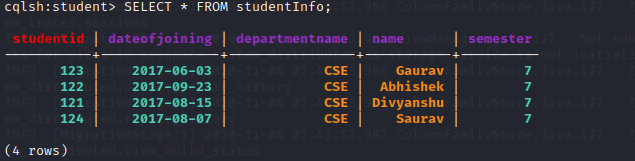 cqlsh:student> SELECT * FROM studentInfo;
studentid | dateofjoining | departmentname | name | semester
-----------+---------------+----------------+-----------+----------
123 | 2017-06-03 | CSE | Gaurav | 7
122 | 2017-09-23 | CSE | Abhishek | 7
121 | 2017-08-15 | CSE | Divyanshu | 7
124 | 2017-08-07 | CSE | Saurav | 7
(4 rows)